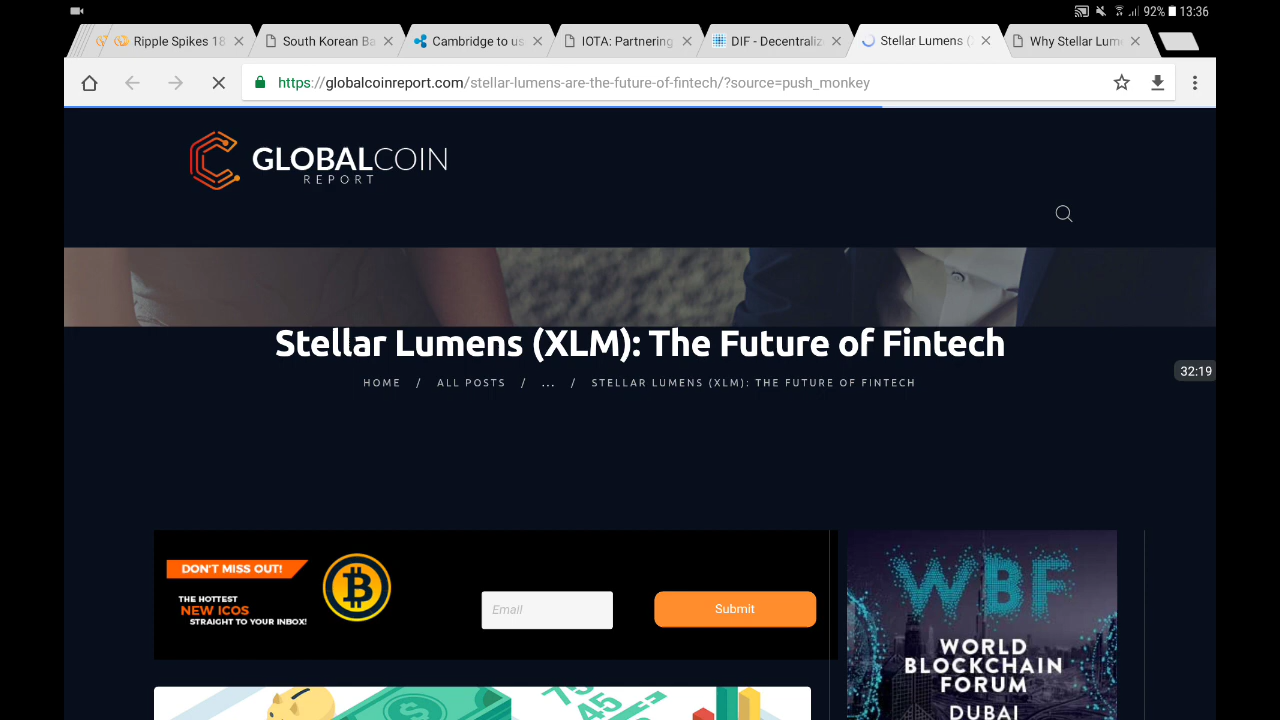 92% 13:36
Ripple Spikes 18
South Korean Ba
Cambridge to us
IOTA: Partnering
DIF - Decentraliz
Stellar Lumens (
Why Stellar Lum
https://globalcoinreport.com/stellar-lumens-are-the-future-of-fintech/?source=push_monkey
GLOBALCOIN
REPORT
Stellar Lumens (XLM): The Future of Fintech
HOME / ALL POSTS / ... / STELLAR LUMENS (XLM): THE FUTURE OF FINTECH
32:19
DON'T MISS OUT!
THE HOTTEST
NEW ICOS
STRAIGHT TO YOUR INBOX!
Email
Submit
WBF
WORLD
BLOCKCHAIN
FORUM
DUBAI
45